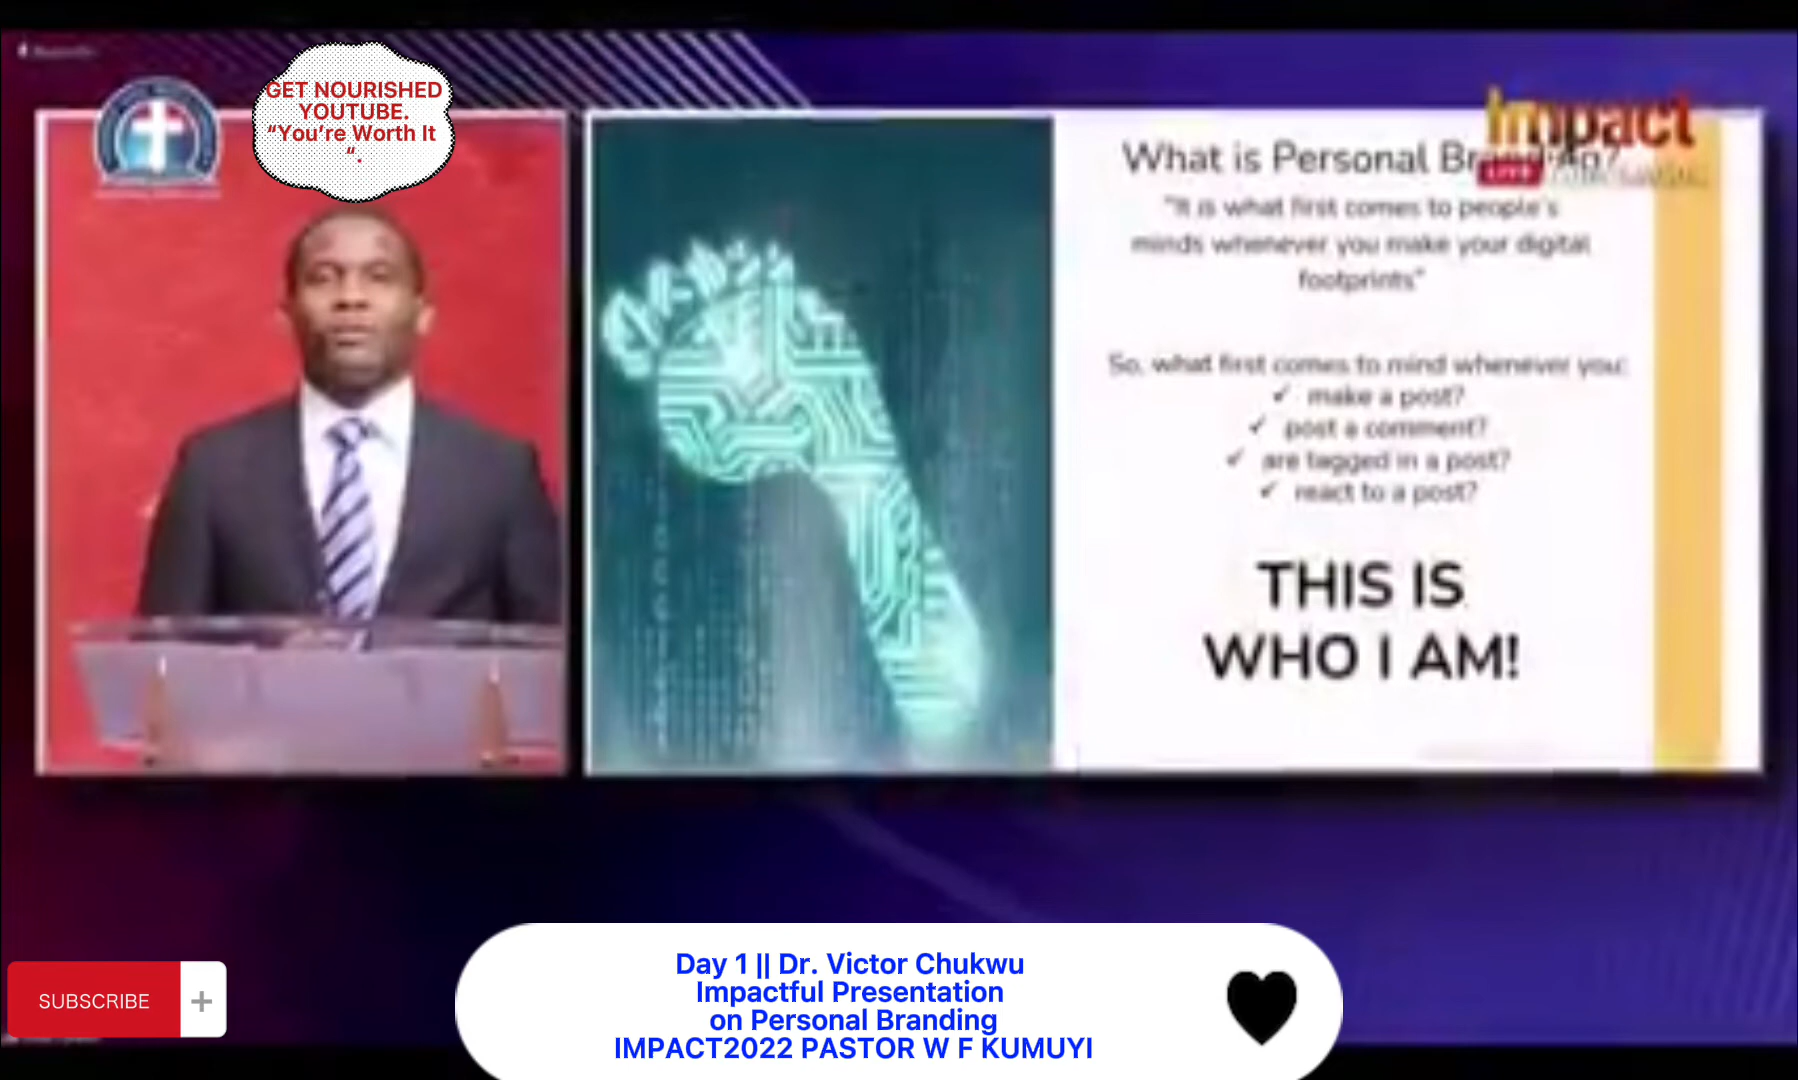 GET NOURISHED
YOUTUBE.
“You’re Worth It
“.
impact
LIVE
What is Personal Branding?
"It is what first comes to people's
minds whenever you make your digital
footprints"
So, what first comes to mind whenever you:
✓ make a post?
✓ post a comment?
✓ are tagged in a post?
✓ react to a post?
THIS IS
WHO I AM!
SUBSCRIBE +
Day 1 || Dr. Victor Chukwu
Impactful Presentation
on Personal Branding
IMPACT2022 PASTOR W F KUMUYI